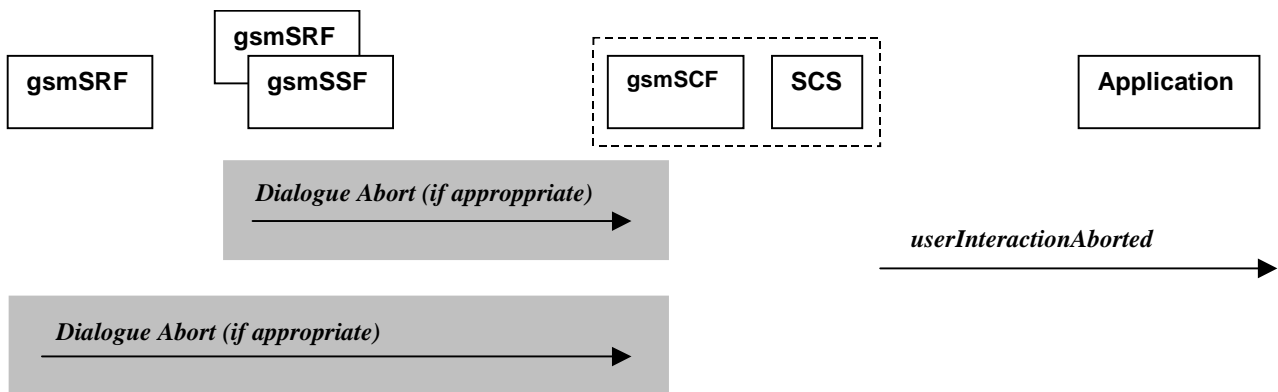 gsmSRF
gsmSRF
gsmSSF
gsmSCF
SCS
Application
Dialogue Abort (if approppriate)
userInteractionAborted
Dialogue Abort (if appropriate)